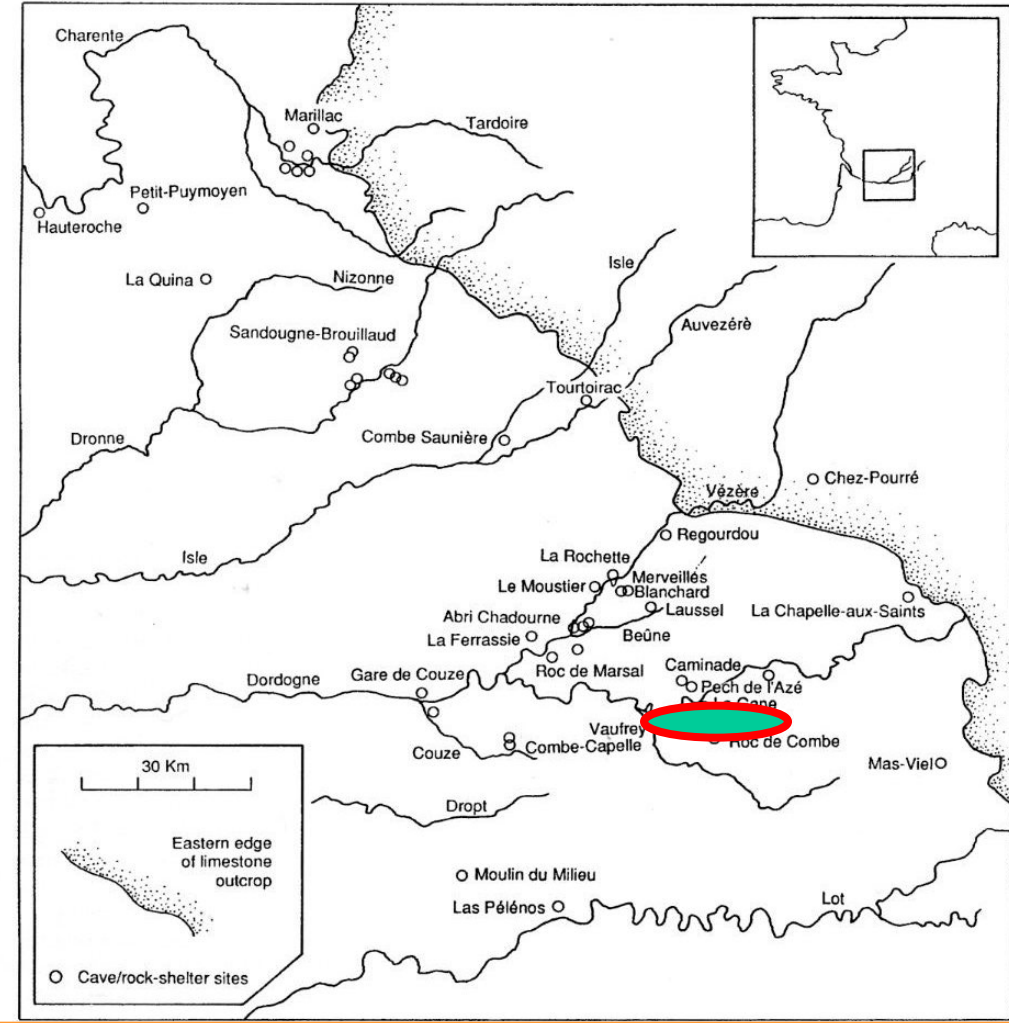 Charente
Marillac
Tardoire
Petit-Puymoyen
Hauteroche
La Quina
Nizonne
Isle
Auvezérè
Sandougne-Brouillaud
Tourtoirac
Dronne
Combe Saunière
Chez-Pourré
Vézère
Regourdou
Isle
La Rochette
Merveilles
Le Moustier
Blanchard
Laussel
La Chapelle-aux-Saints
Abri Chadourne
Beûne
La Ferrassie
Roc de Marsal
Caminade
Gare de Couze
Pech de l'Azé
Dordogne
Vaufrey
Roc de Combe
Couze
Combe-Capelle
Mas-Viel
30 Km
Dropt
Eastern edge
of limestone
outcrop
Moulin du Milieu
Las Pélénos
Lot
Cave/rock-shelter sites